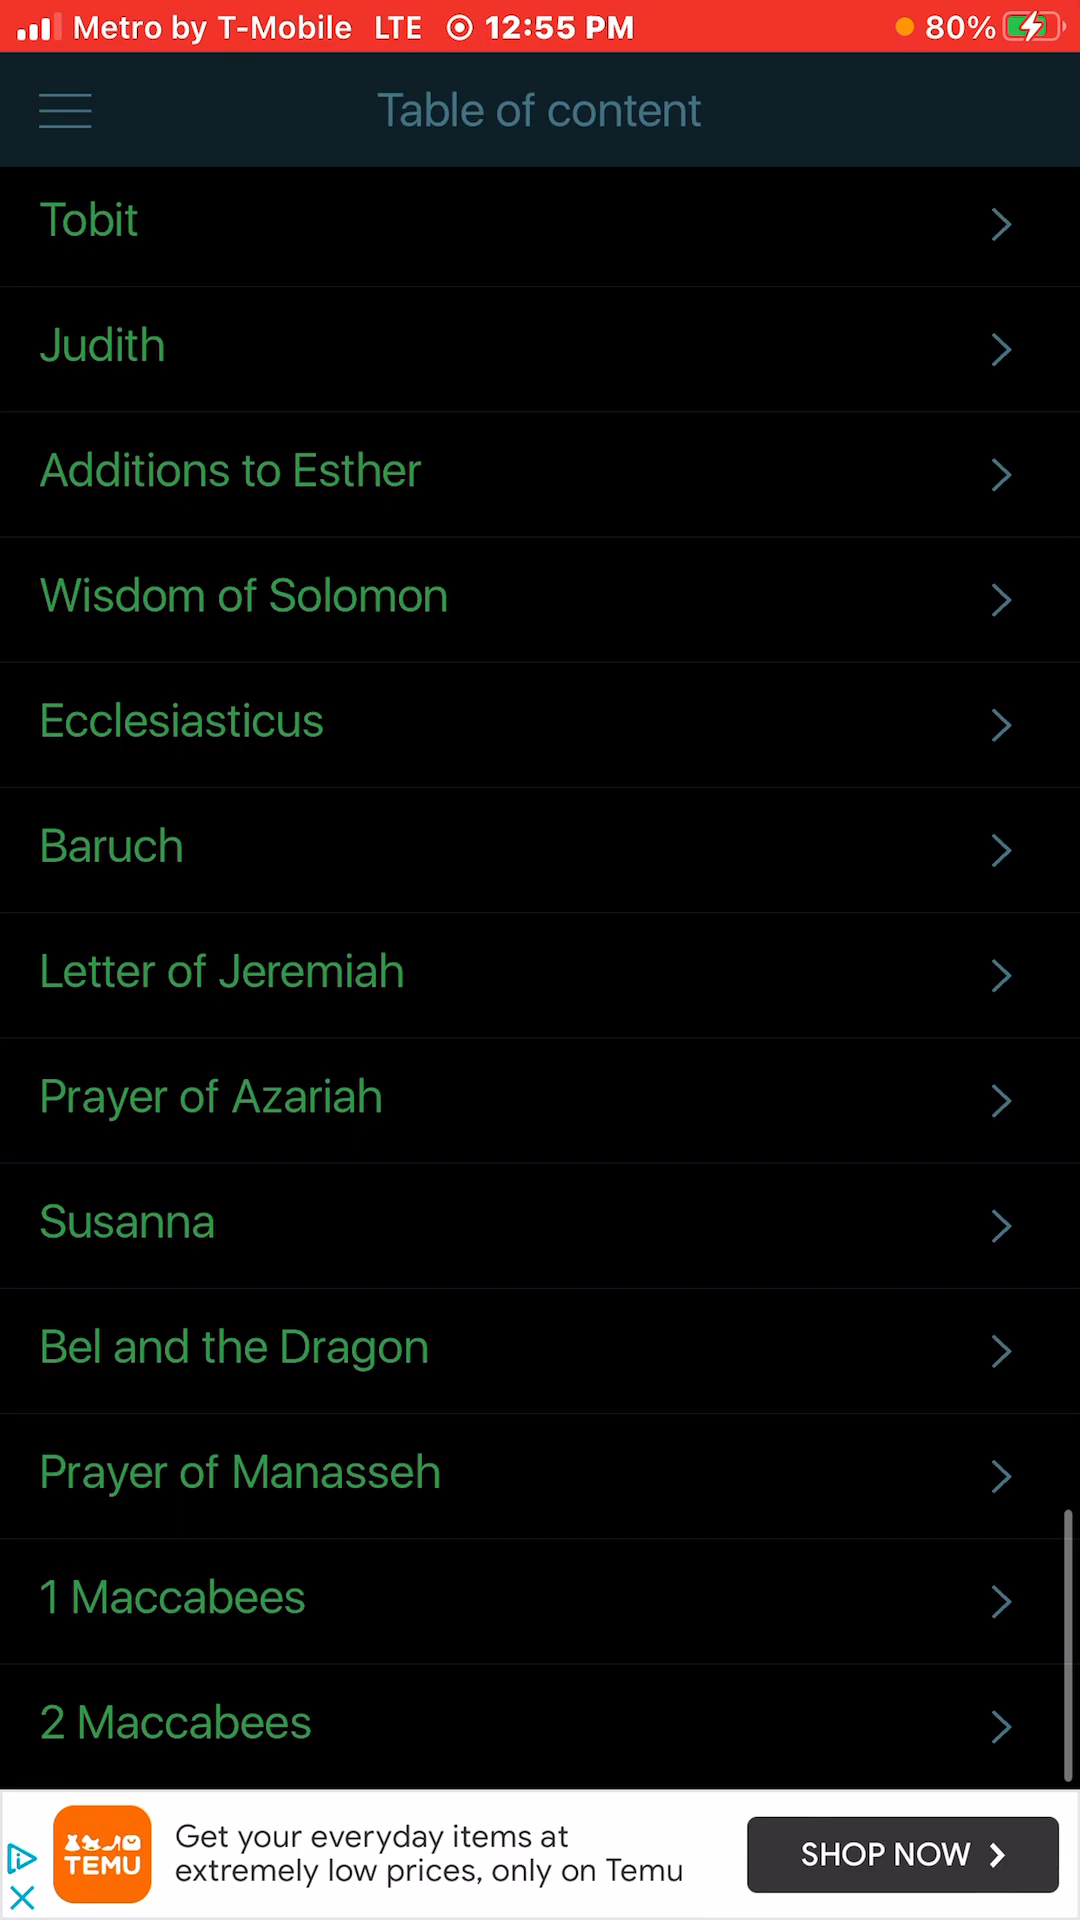 Metro by T-Mobile LTE 12:55 PM 80%
Table of content
Tobit
Judith
Additions to Esther
Wisdom of Solomon
Ecclesiasticus
Baruch
Letter of Jeremiah
Prayer of Azariah
Susanna
Bel and the Dragon
Prayer of Manasseh
1 Maccabees
2 Maccabees
TEMU
Get your everyday items at
extremely low prices, only on Temu
SHOP NOW